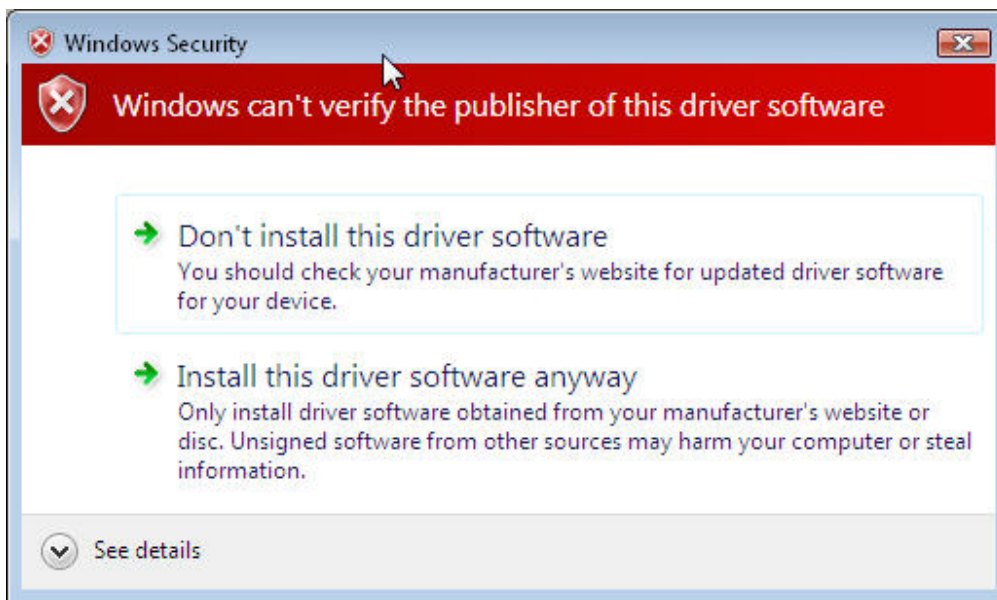 Windows Security
Windows can't verify the publisher of this driver software
Don't install this driver software
You should check your manufacturer's website for updated driver software
for your device.
Install this driver software anyway
Only install driver software obtained from your manufacturer's website or
disc. Unsigned software from other sources may harm your computer or steal
information.
See details